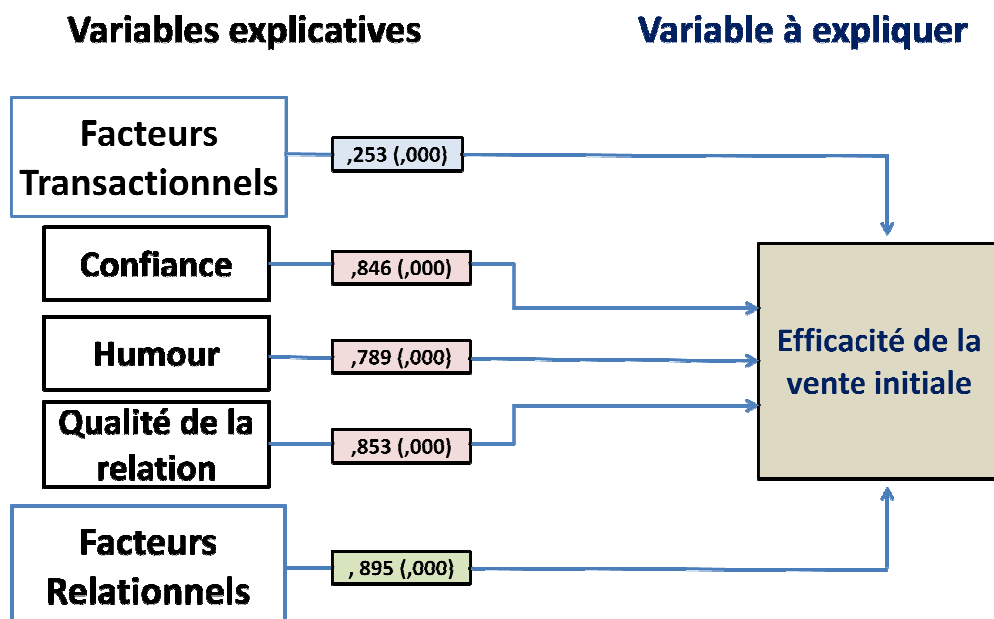 Variables explicatives
Variable à expliquer
Facteurs
Transactionnels
,253 (,000)
Confiance
,846 (,000)
Humour
,789 (,000)
Qualité de la
relation
,853 (,000)
Facteurs
Relationnels
, 895 (,000)
Efficacité de la
vente initiale